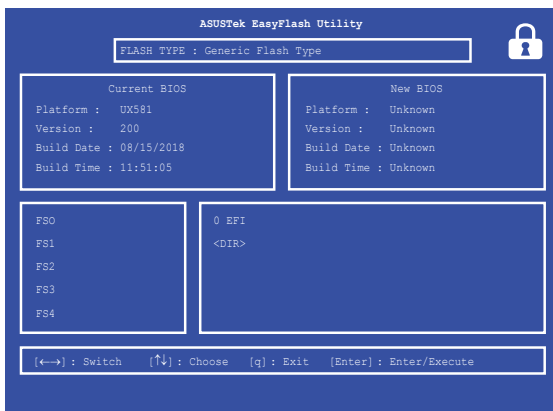 ASUSTek EasyFlash Utility
FLASH TYPE : Generic Flash Type
Current BIOS
Platform : UX581
Version : 200
Build Date : 08/15/2018
Build Time : 11:51:05
New BIOS
Platform : Unknown
Version : Unknown
Build Date : Unknown
Build Time : Unknown
FSO
FS1
FS2
FS3
FS4
0 EFI
<DIR>
[←→] : Switch [↑↓] : Choose [q] : Exit [Enter] : Enter/Execute